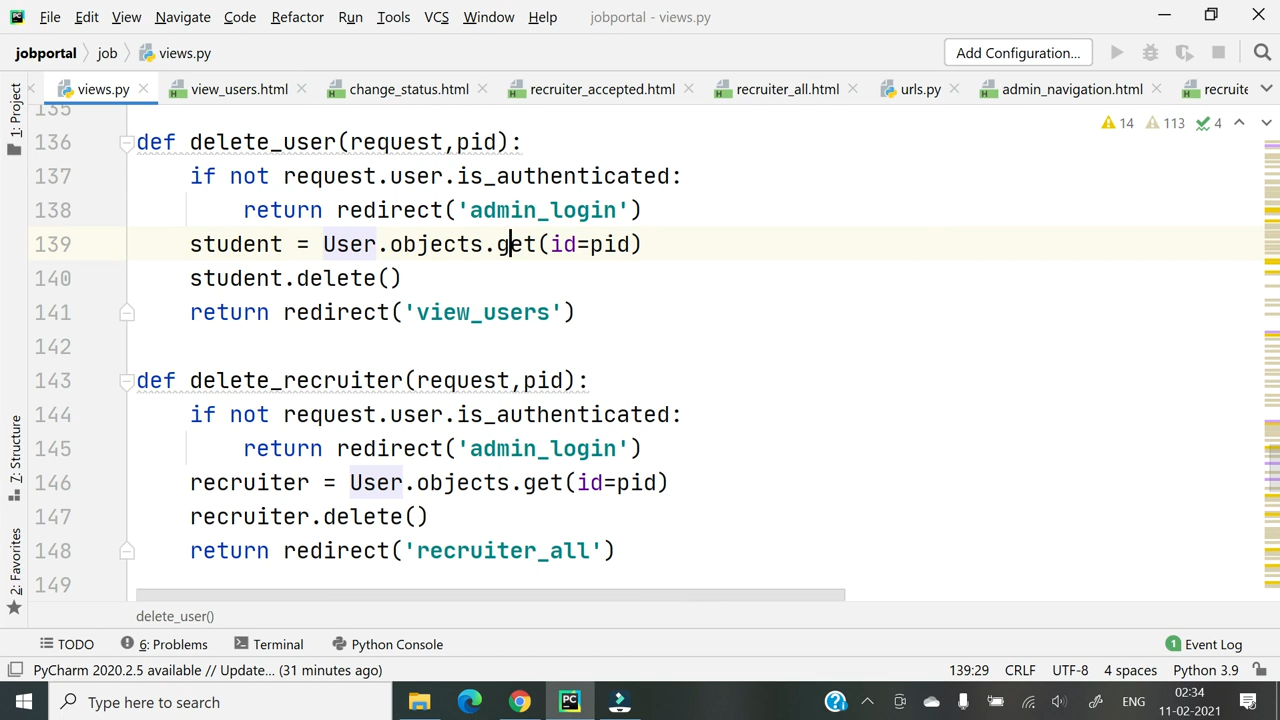 File Edit View Navigate Code Refactor Run Tools VCS Window Help jobportal - views.py
jobportal job views.py Add Configuration...
views.py view_users.html change_status.html recruiter_accepted.html recruiter_all.html urls.py admin_navigation.html recruite
1: Project
14 113 4
135
136 def delete_user(request,pid):
137 if not request.user.is_authenticated:
138 return redirect('admin_login')
139 student = User.objects.get(id=pid)
140 student.delete()
141 return redirect('view_users')
142
143 def delete_recruiter(request,pid):
144 if not request.user.is_authenticated:
145 return redirect('admin_login')
146 recruiter = User.objects.get(id=pid)
147 recruiter.delete()
148 return redirect('recruiter_all')
149
7: Structure
2: Favorites
delete_user()
TODO 6: Problems Terminal Python Console 1 Event Log
PyCharm 2020.2.5 available // Update... (31 minutes ago) 139:29 CRLF UTF-8 4 spaces Python 3.9
Type here to search ENG 02:34
11-02-2021